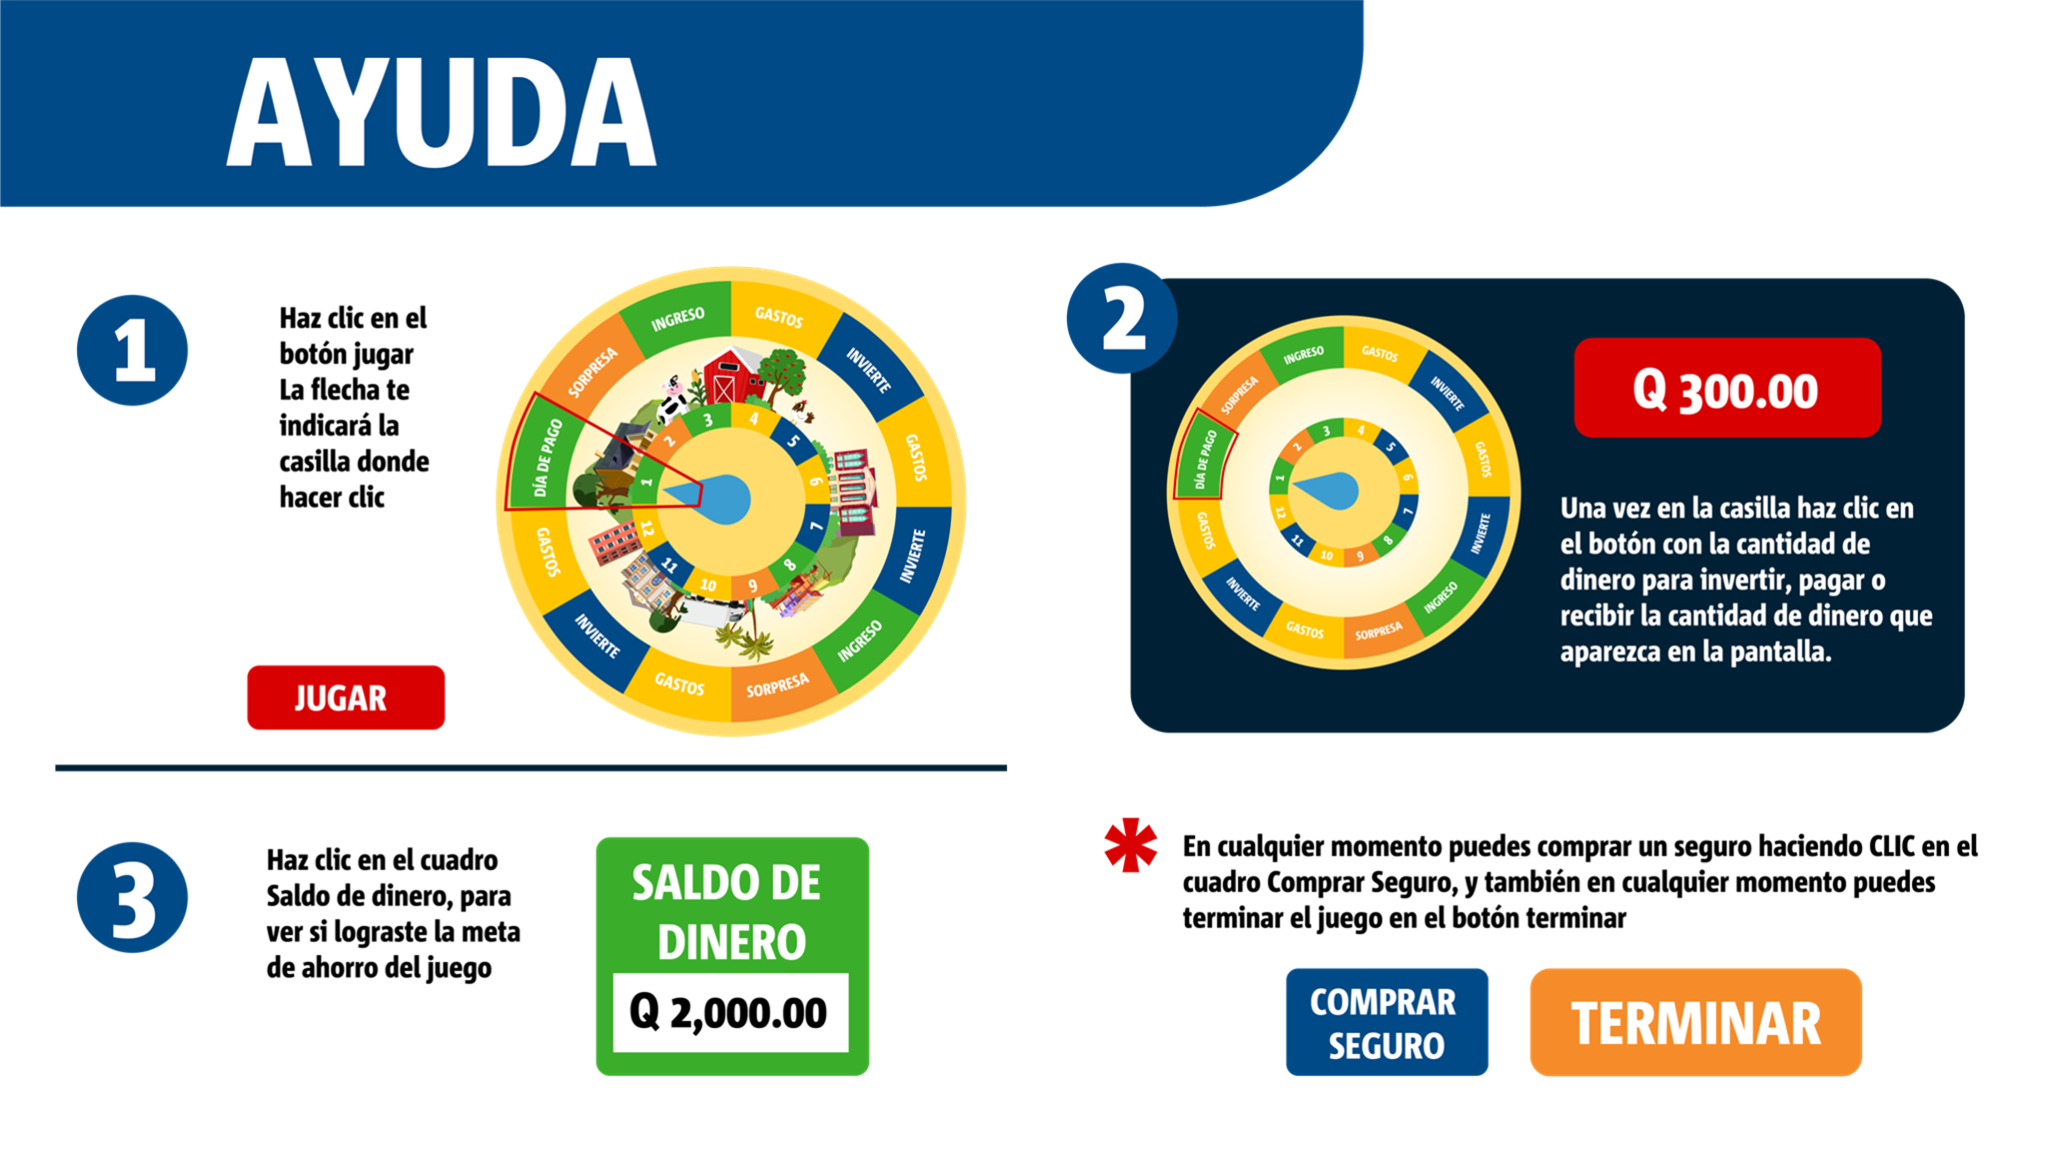 AYUDA
1
Haz clic en el
botón jugar
La flecha te
indicará la
casilla donde
hacer clic
JUGAR
DÍA DE PAGO
SORPRESA
INGRESO
GASTOS
INVIERTE
GASTOS
INVIERTE
INGRESO
SORPRESA
GASTOS
INVIERTE
GASTOS
1
2
3
4
5
6
7
8
9
10
11
12
2
DÍA DE PAGO
SORPRESA
INGRESO
GASTOS
INVIERTE
GASTOS
INVIERTE
INGRESO
SORPRESA
GASTOS
INVIERTE
GASTOS
1
2
3
4
5
6
7
8
9
10
11
12
Q 300.00
Una vez en la casilla haz clic en
el botón con la cantidad de
dinero para invertir, pagar o
recibir la cantidad de dinero que
aparezca en la pantalla.
3
Haz clic en el cuadro
Saldo de dinero, para
ver si lograste la meta
de ahorro del juego
SALDO DE
DINERO
Q 2,000.00
* En cualquier momento puedes comprar un seguro haciendo CLIC en el
cuadro Comprar Seguro, y también en cualquier momento puedes
terminar el juego en el botón terminar
COMPRAR
SEGURO
TERMINAR